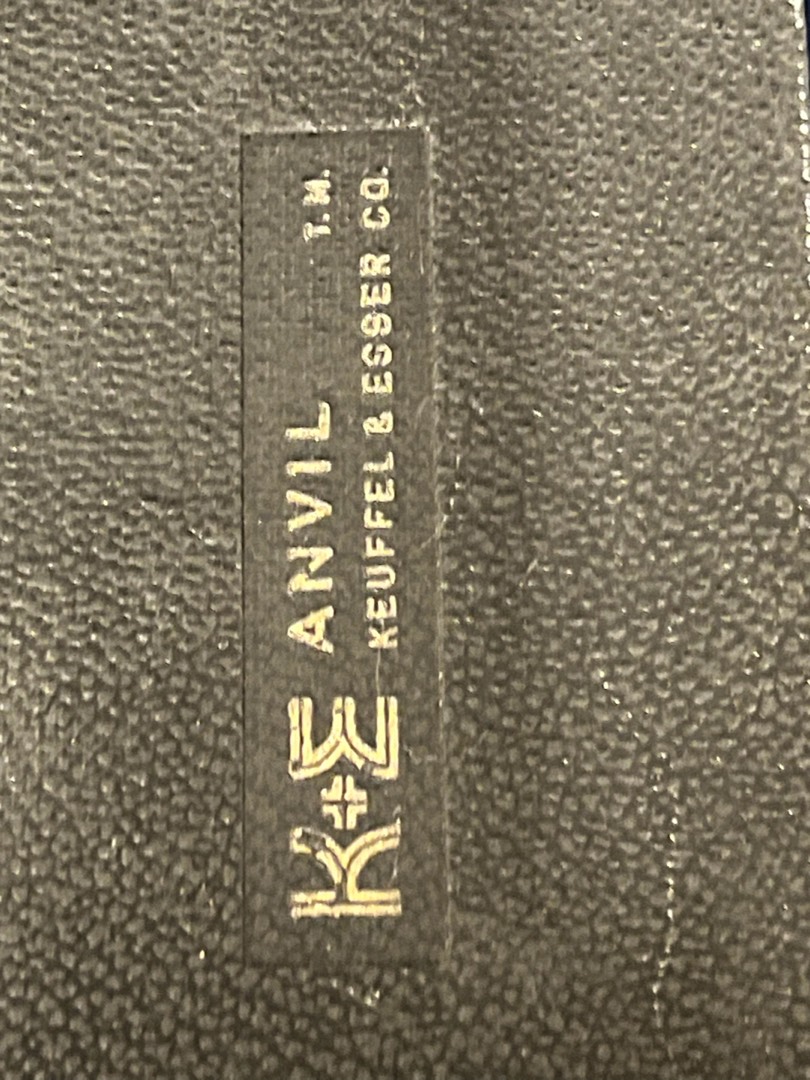 K+E ANVIL T.M.
KEUFFEL & ESSER CO.